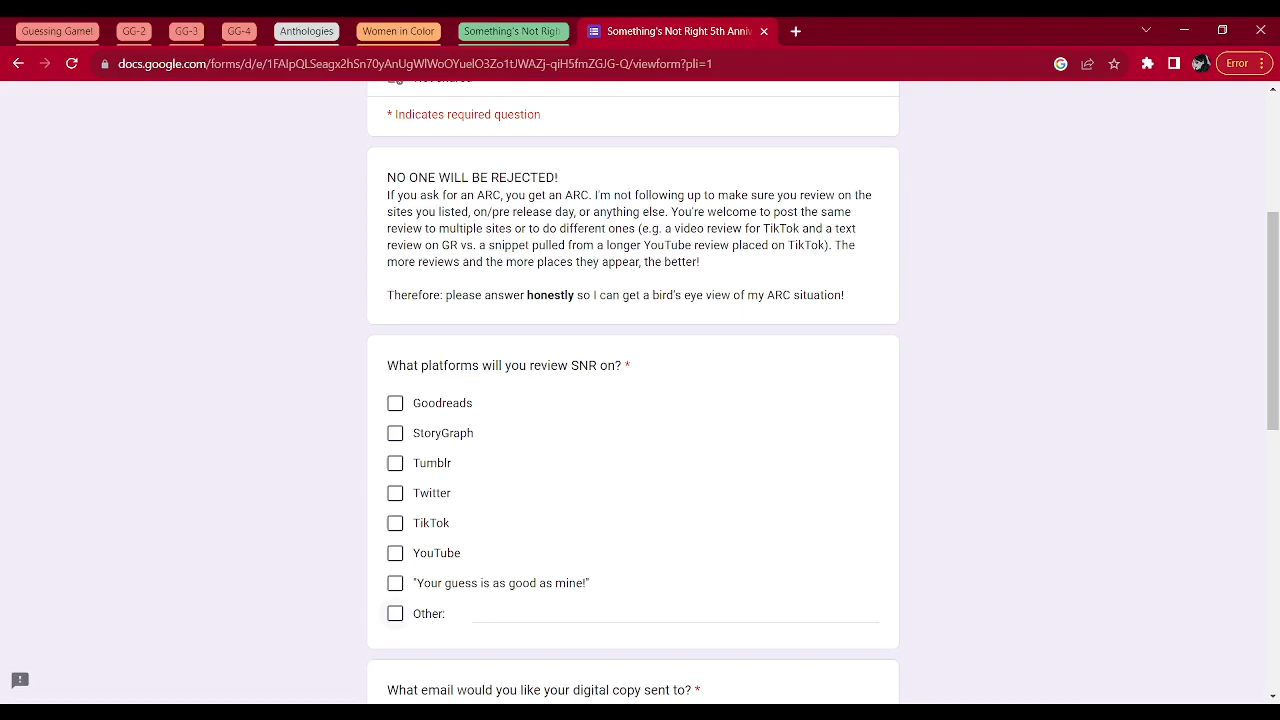 Guessing Game!
GG-2
GG-3
GG-4
Anthologies
Women in Color
Something's Not Righ
Something's Not Right 5th Anniv
docs.google.com/forms/d/e/1FAIpQLSeagx2hSn70yAnUgWlWoOYuelO3Zo1tJWAZj-qiH5fmZGJG-Q/viewform?pli=1
Error
* Indicates required question
NO ONE WILL BE REJECTED!
If you ask for an ARC, you get an ARC. I'm not following up to make sure you review on the
sites you listed, on/pre release day, or anything else. You're welcome to post the same
review to multiple sites or to do different ones (e.g. a video review for TikTok and a text
review on GR vs. a snippet pulled from a longer YouTube review placed on TikTok). The
more reviews and the more places they appear, the better!
Therefore: please answer honestly so I can get a bird's eye view of my ARC situation!
What platforms will you review SNR on? *
Goodreads
StoryGraph
Tumblr
Twitter
TikTok
YouTube
"Your guess is as good as mine!"
Other:
What email would you like your digital copy sent to? *